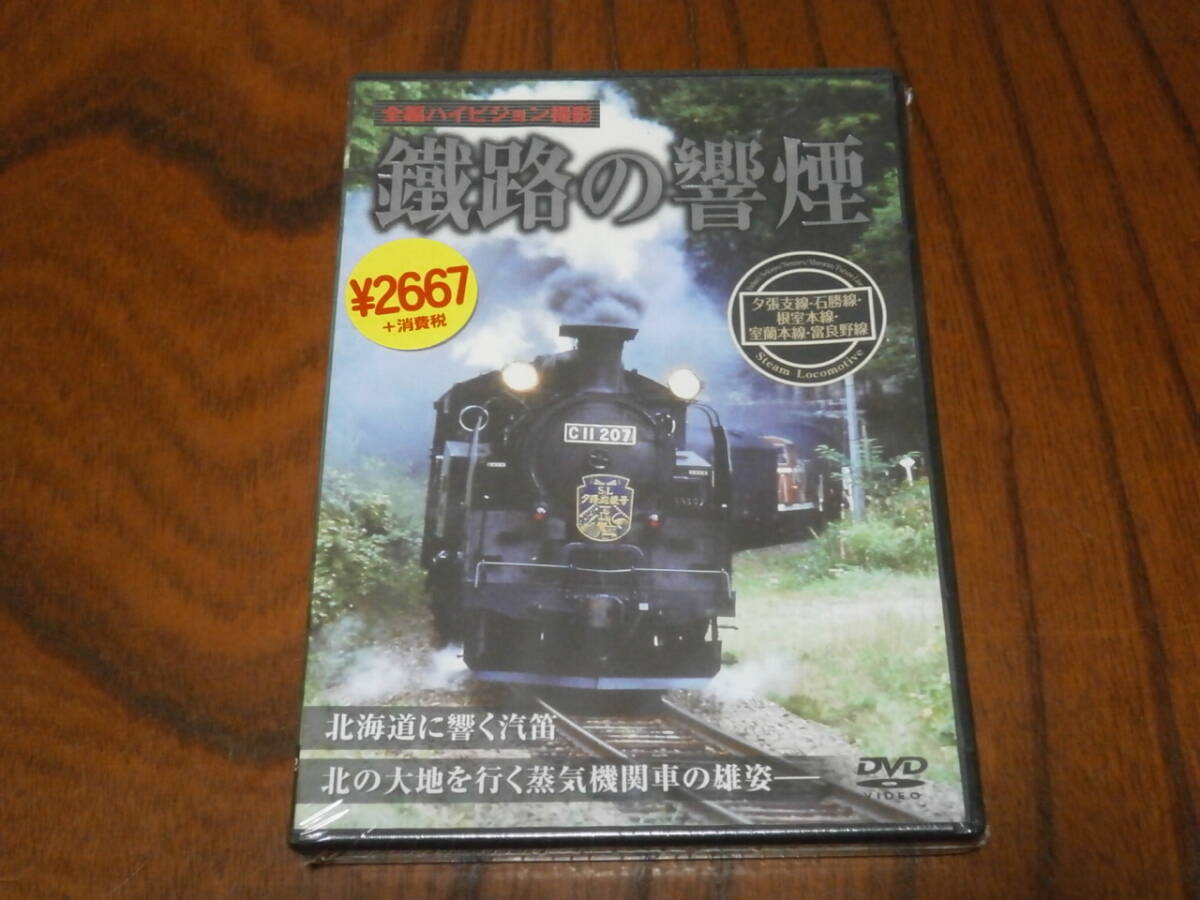 全編ハイビジョン撮影
鐵路の響煙
¥2667
+消費税
夕張支線・石勝線・
根室本線・
室蘭本線・富良野線
Steam Locomotive
C11 207
SL
北海道に響く汽笛
北の大地を行く蒸気機関車の雄姿──
DVD
VIDEO